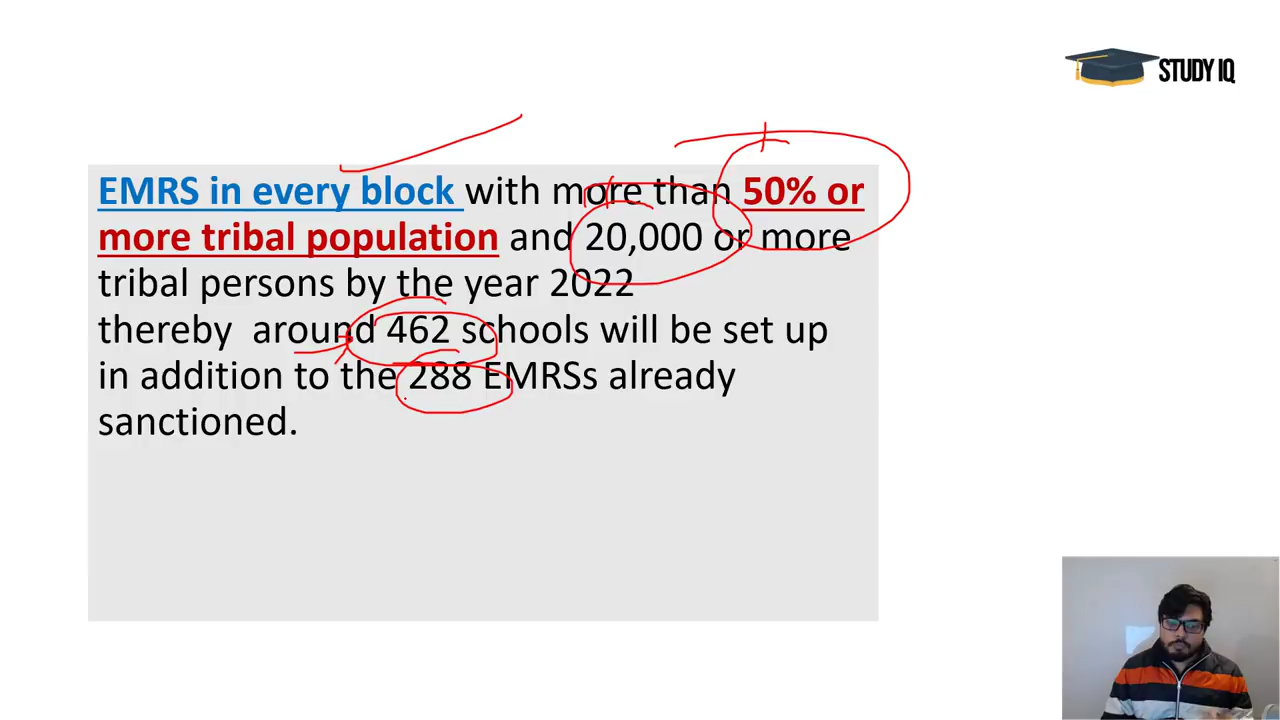 STUDY IQ
EMRS in every block with more than 50% or
more tribal population and 20,000 or more
tribal persons by the year 2022
thereby around 462 schools will be set up
in addition to the 288 EMRSs already
sanctioned.